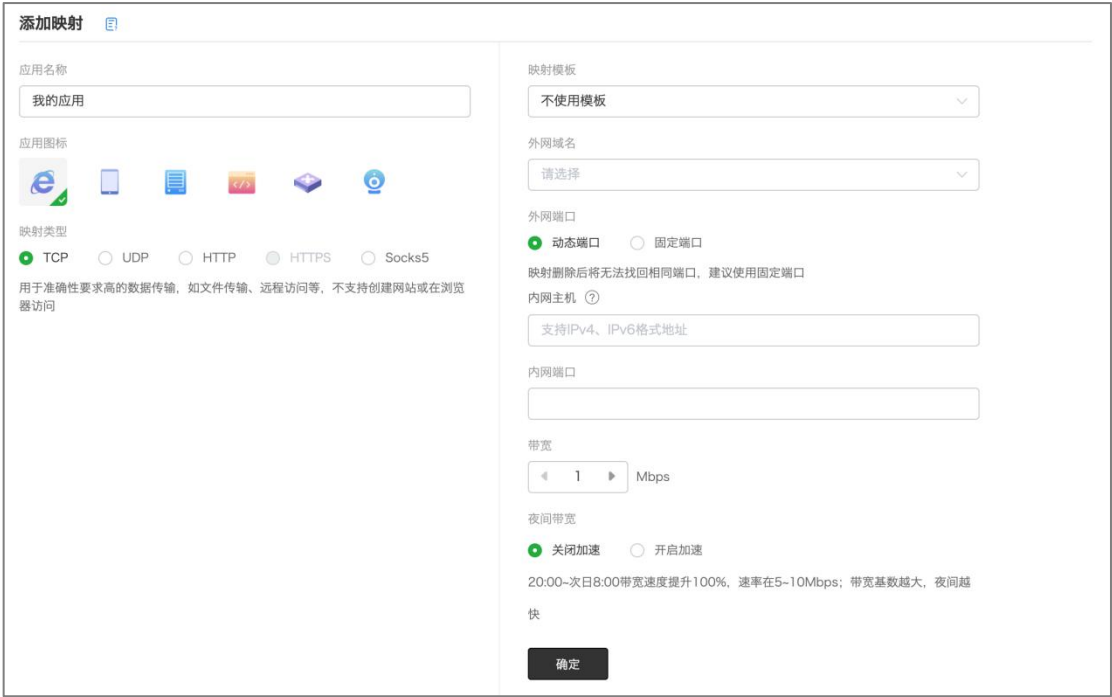 添加映射
应用名称
我的应用
应用图标
映射类型
TCP UDP HTTP HTTPS Socks5
用于准确性要求高的数据传输，如文件传输、远程访问等，不支持创建网站或在浏览
器访问
映射模板
不使用模板
外网域名
请选择
外网端口
动态端口 固定端口
映射删除后将无法找回相同端口，建议使用固定端口
内网主机 ?
支持IPv4、IPv6格式地址
内网端口
带宽
1 Mbps
夜间带宽
关闭加速 开启加速
20:00~次日8:00带宽速度提升100%，速率在5~10Mbps；带宽基数越大，夜间越
快
确定